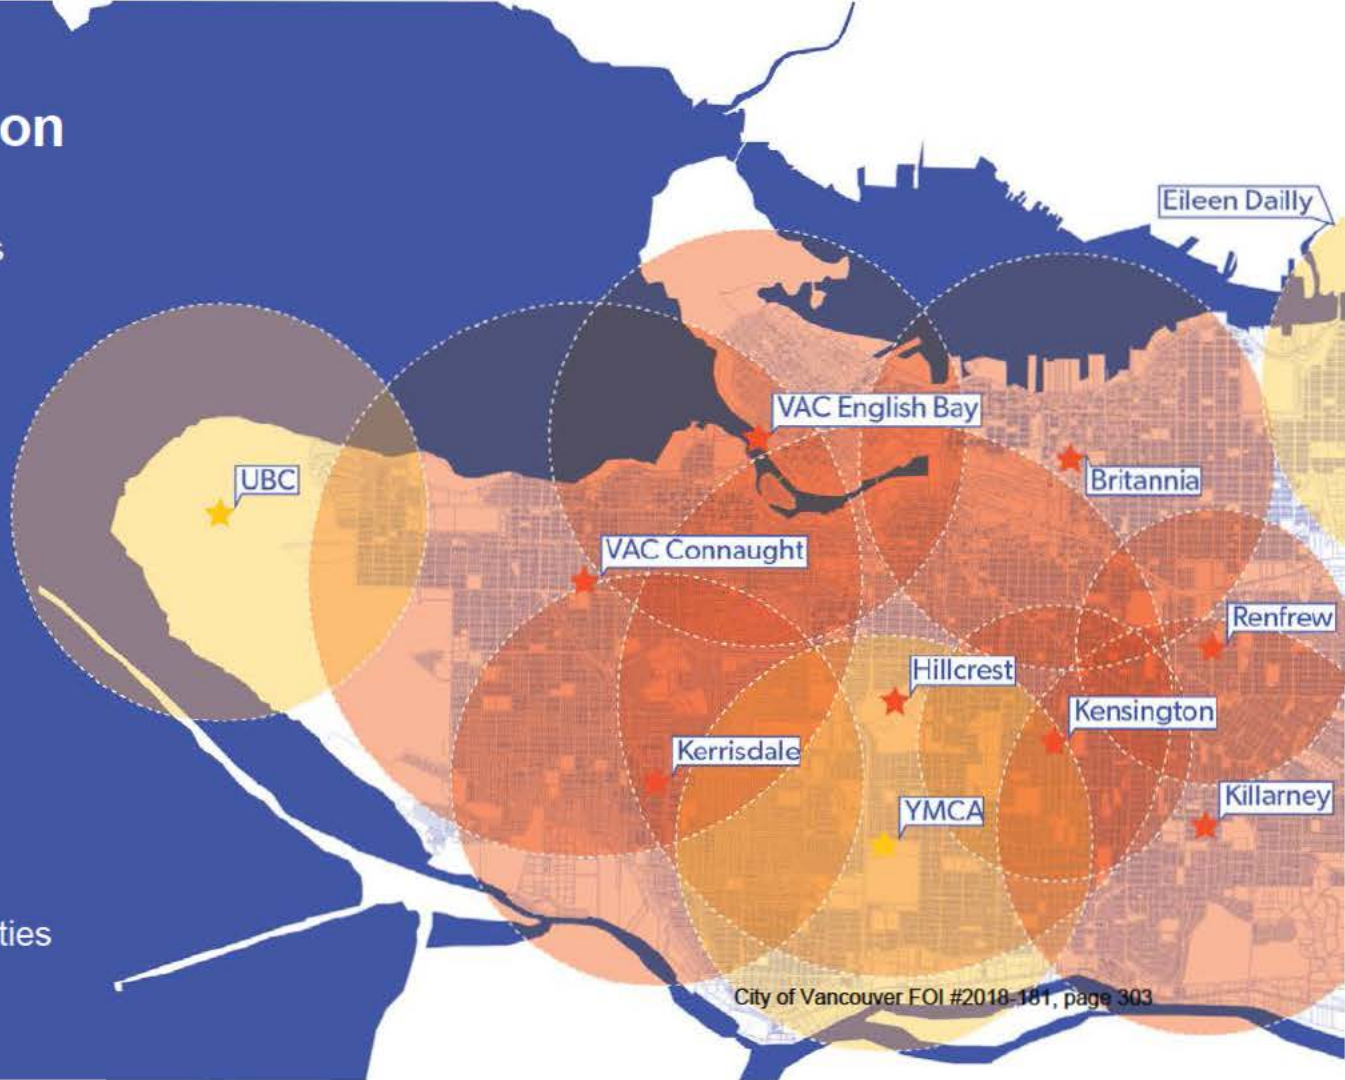 on
s
Eileen Dailly
VAC English Bay
UBC
Britannia
VAC Connaught
Renfrew
Hillcrest
Kensington
Kerrisdale
Killarney
YMCA
ties
City of Vancouver FOI #2018-181, page 303